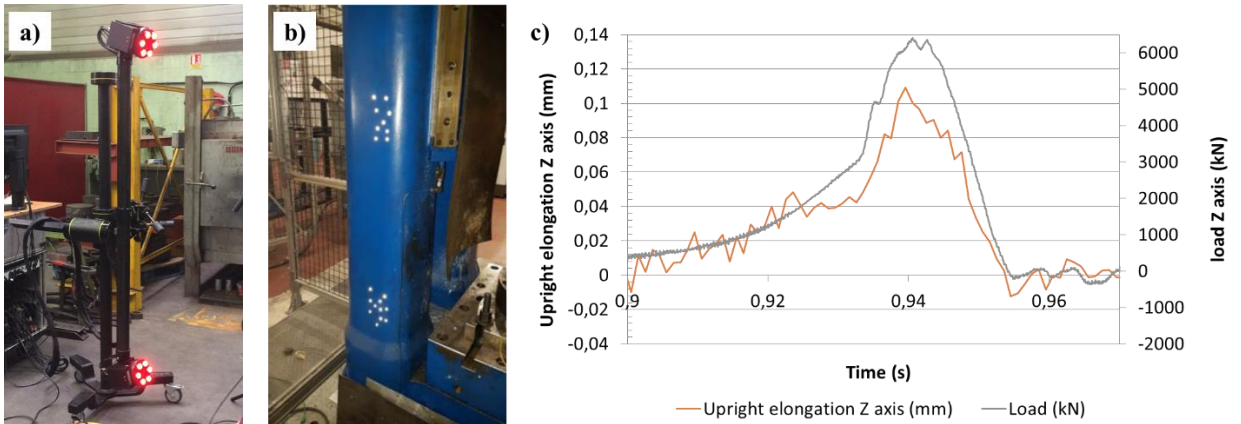 a)
b)
c)
0,14
0,12
0,1
0,08
0,06
0,04
0,02
0
-0,02
-0,04
Upright elongation Z axis (mm)
0,9
0,92
0,94
0,96
6000
5000
4000
3000
2000
1000
0
-1000
-2000
load Z axis (kN)
Time (s)
Upright elongation Z axis (mm)
Load (kN)